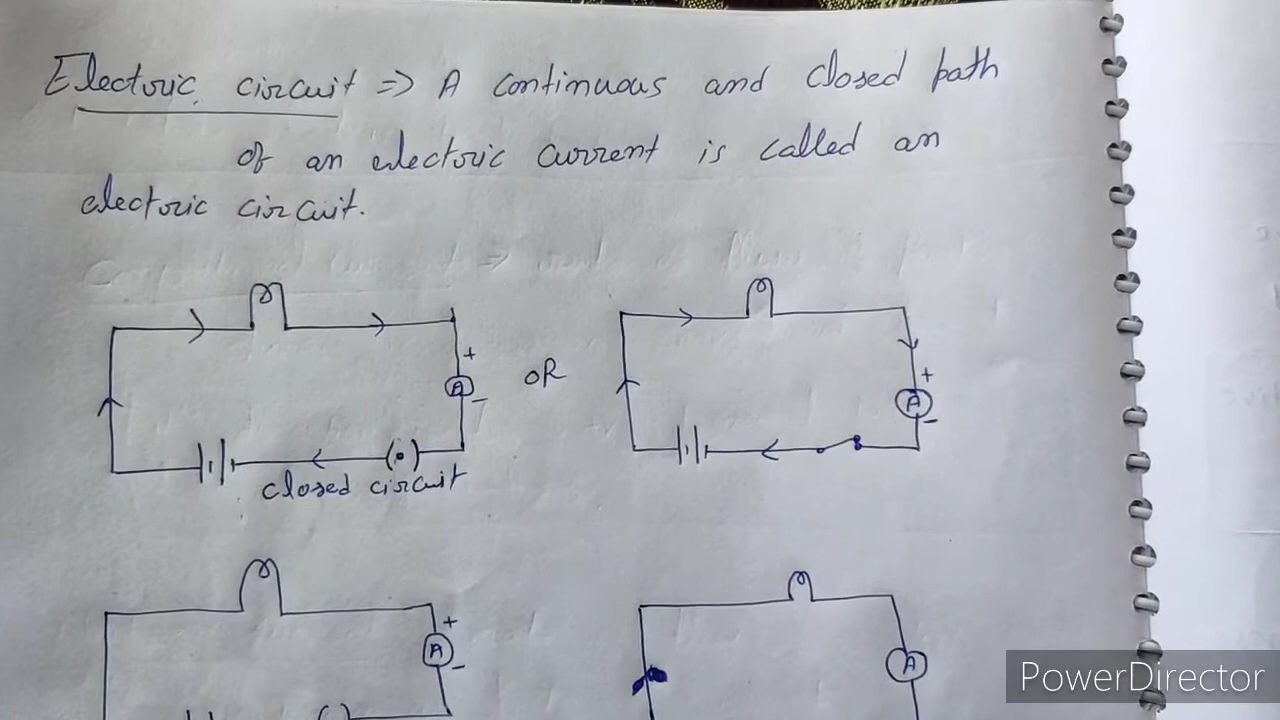 Electric circuit => A continuous and closed path
of an electric current is called an
electric circuit.
+
A
-
OR
+
A
-
closed circuit
+
A
-
A
PowerDirector